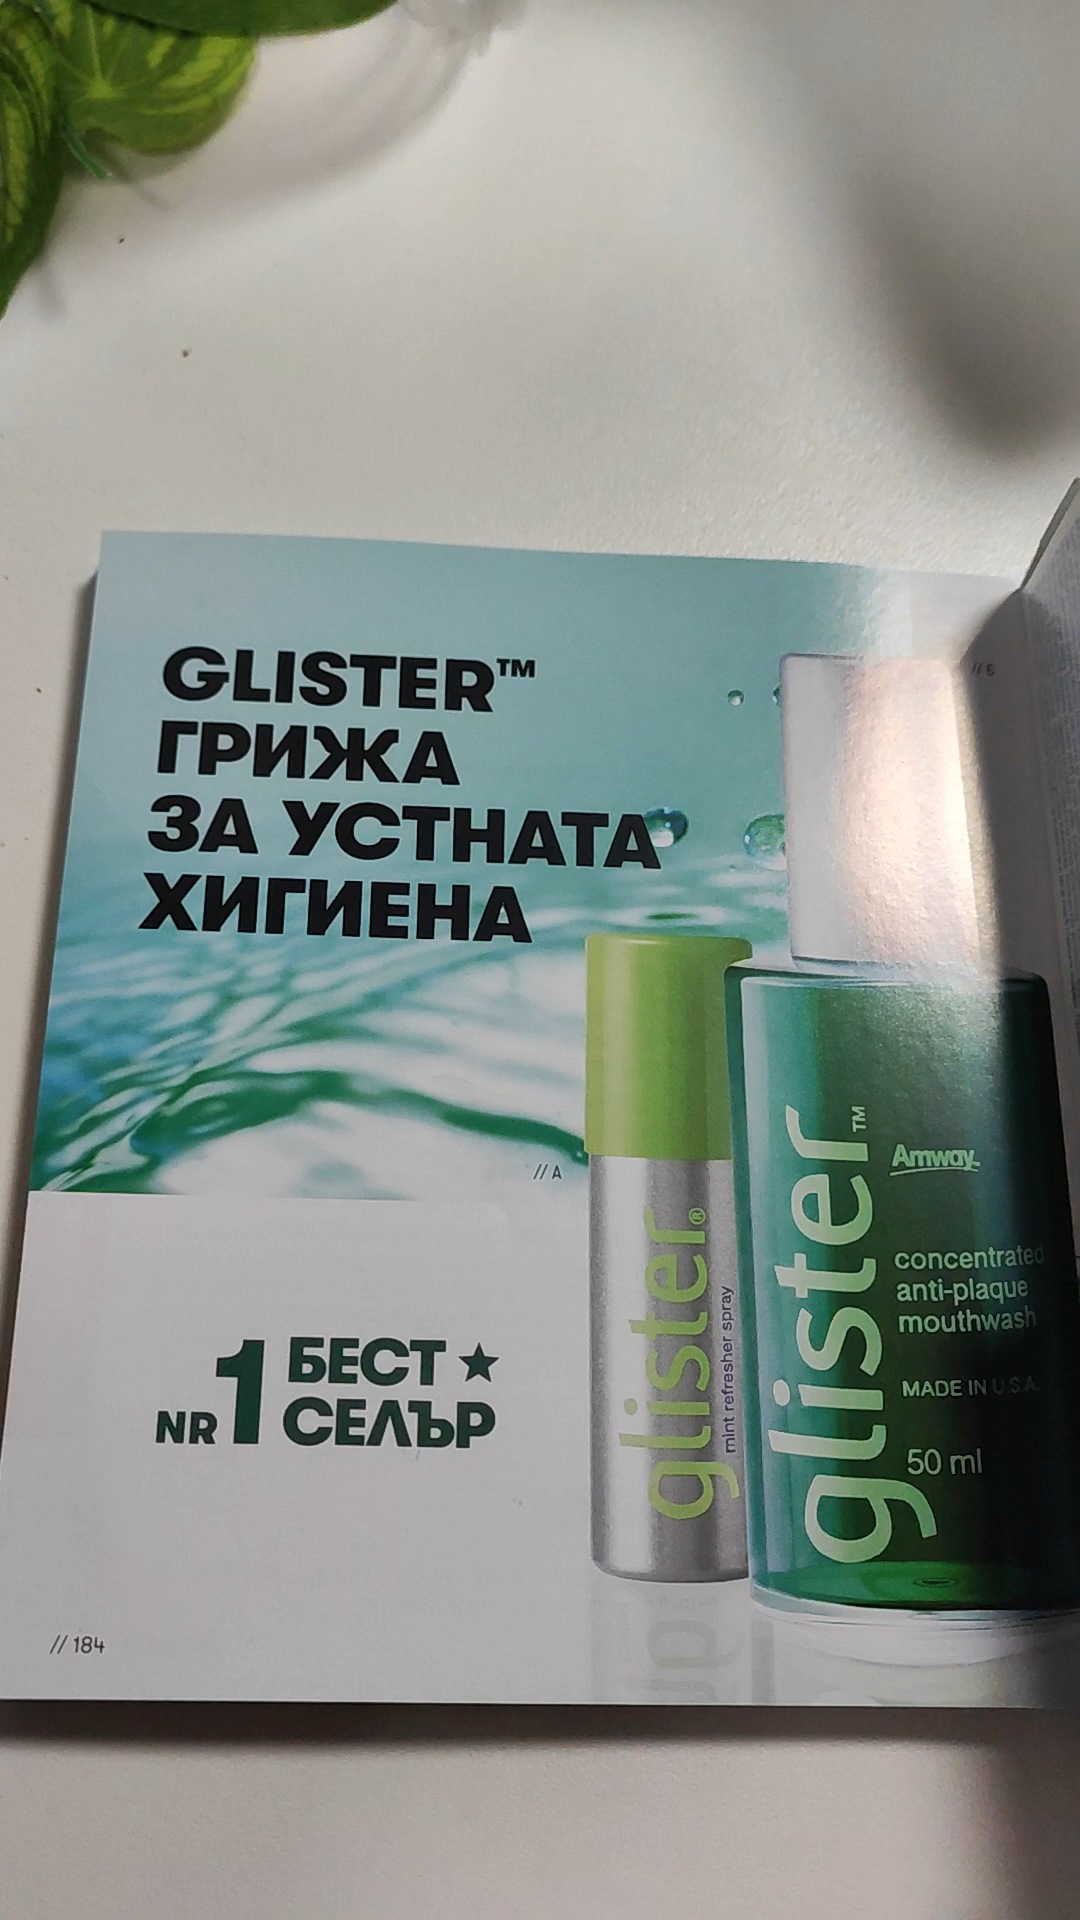 GLISTER™
ГРИЖА
ЗА УСТНАТА
ХИГИЕНА
// A
glister®
mint refresher spray
glister™
Amway
concentrated
anti-plaque
mouthwash
MADE IN U.S.A.
50 ml
NR 1 БЕСТ ★
СЕЛЪР
// 184